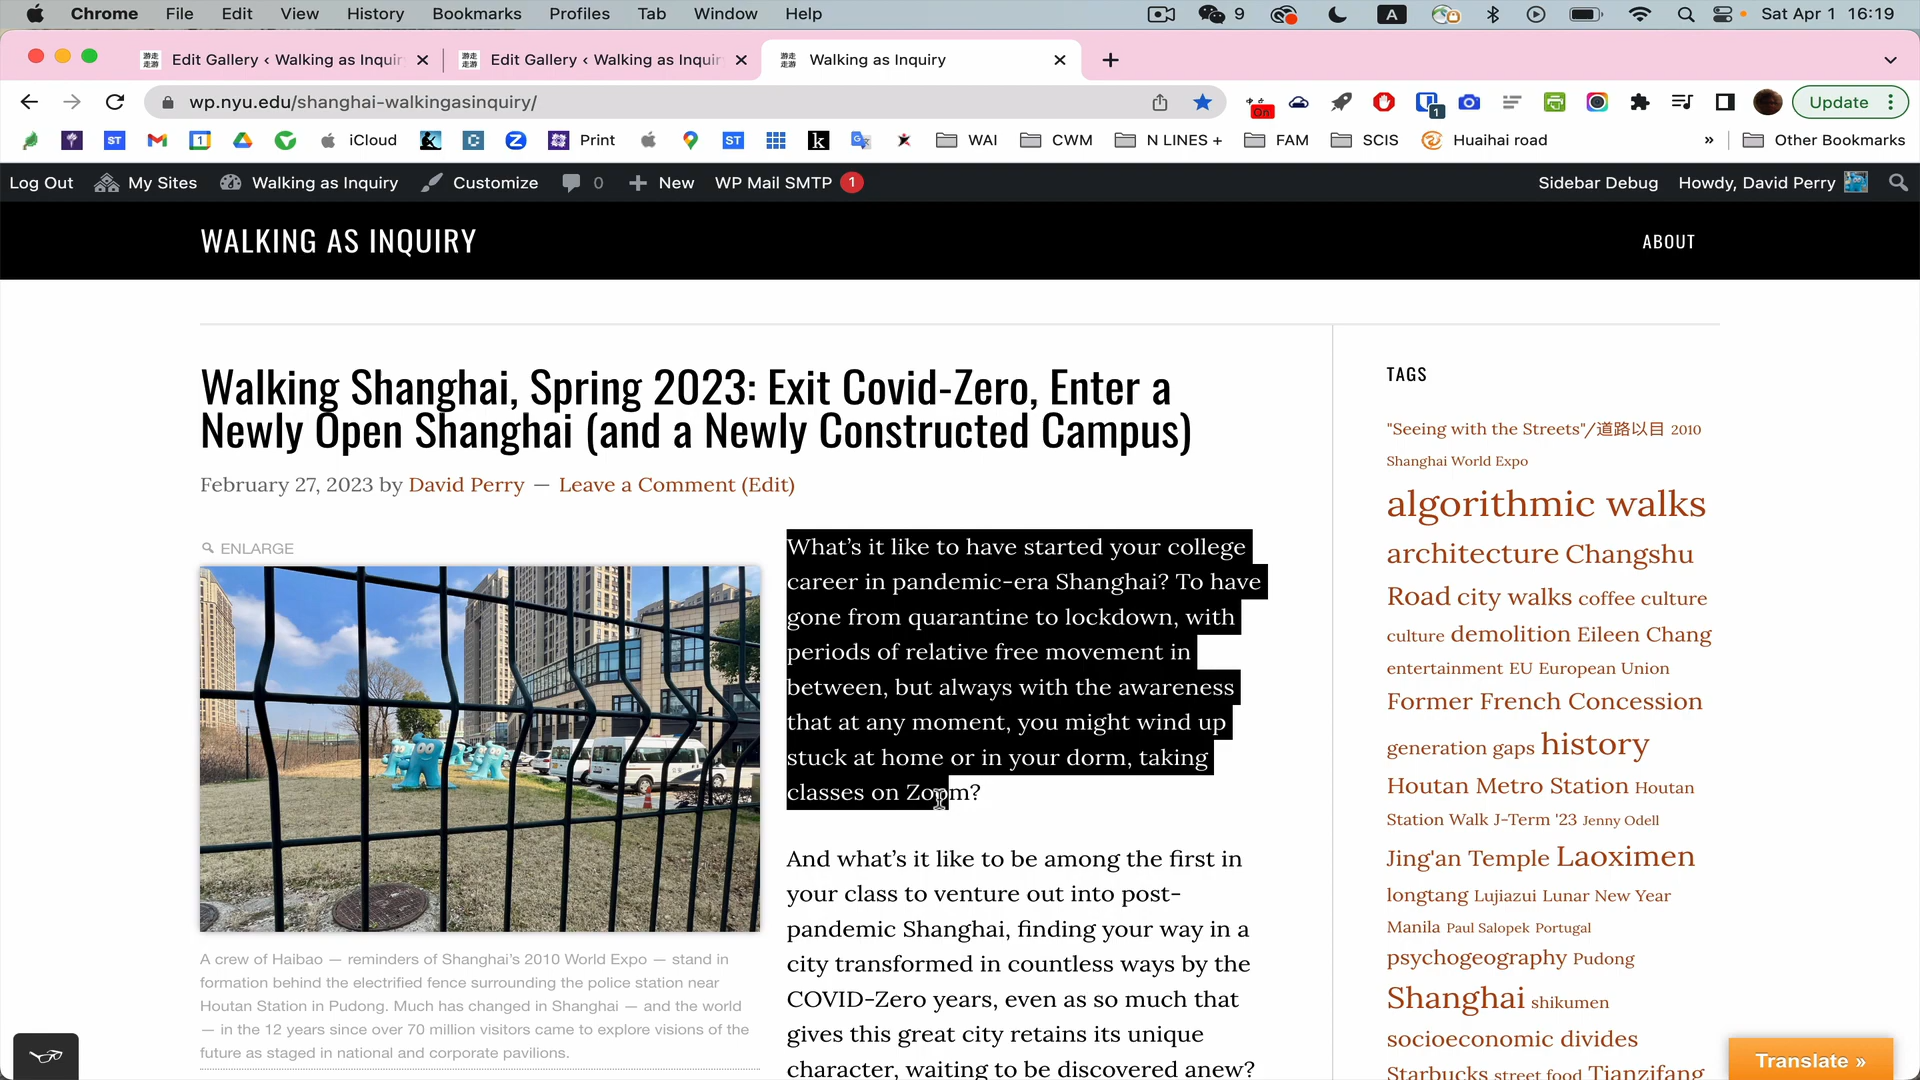 Chrome File Edit View History Bookmarks Profiles Tab Window Help 9 A Sat Apr 1 16:19
Edit Gallery ‹ Walking as Inquir Edit Gallery ‹ Walking as Inquir Walking as Inquiry
wp.nyu.edu/shanghai-walkingasinquiry/ On 1 Update
ST 1 iCloud Print ST k WAI CWM N LINES + FAM SCIS Huaihai road » Other Bookmarks
Log Out My Sites Walking as Inquiry Customize 0 New WP Mail SMTP 1 Sidebar Debug Howdy, David Perry
WALKING AS INQUIRY
ABOUT
Walking Shanghai, Spring 2023: Exit Covid-Zero, Enter a
Newly Open Shanghai (and a Newly Constructed Campus)
February 27, 2023 by David Perry — Leave a Comment (Edit)
ENLARGE
A crew of Haibao — reminders of Shanghai’s 2010 World Expo — stand in
formation behind the electrified fence surrounding the police station near
Houtan Station in Pudong. Much has changed in Shanghai — and the world
— in the 12 years since over 70 million visitors came to explore visions of the
future as staged in national and corporate pavilions.
What’s it like to have started your college
career in pandemic-era Shanghai? To have
gone from quarantine to lockdown, with
periods of relative free movement in
between, but always with the awareness
that at any moment, you might wind up
stuck at home or in your dorm, taking
classes on Zoom?
And what’s it like to be among the first in
your class to venture out into post-
pandemic Shanghai, finding your way in a
city transformed in countless ways by the
COVID-Zero years, even as so much that
gives this great city retains its unique
character, waiting to be discovered anew?
TAGS
"Seeing with the Streets"/道路以目 2010
Shanghai World Expo
algorithmic walks
architecture Changshu
Road city walks coffee culture
culture demolition Eileen Chang
entertainment EU European Union
Former French Concession
generation gaps history
Houtan Metro Station Houtan
Station Walk J-Term '23 Jenny Odell
Jing'an Temple Laoximen
longtang Lujiazui Lunar New Year
Manila Paul Salopek Portugal
psychogeography Pudong
Shanghai shikumen
socioeconomic divides
Starbucks street food Tianzifang
Translate »